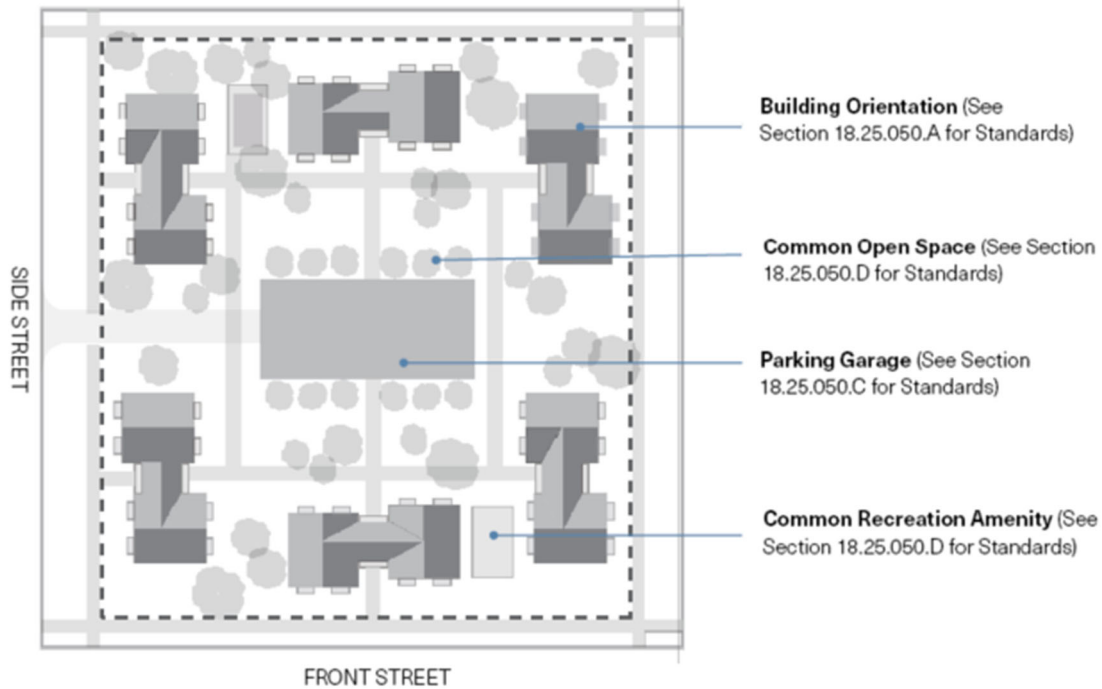 Building Orientation (See
Section 18.25.050.A for Standards)
Common Open Space (See Section
18.25.050.D for Standards)
SIDE STREET
Parking Garage (See Section
18.25.050.C for Standards)
Common Recreation Amenity (See
Section 18.25.050.D for Standards)
FRONT STREET